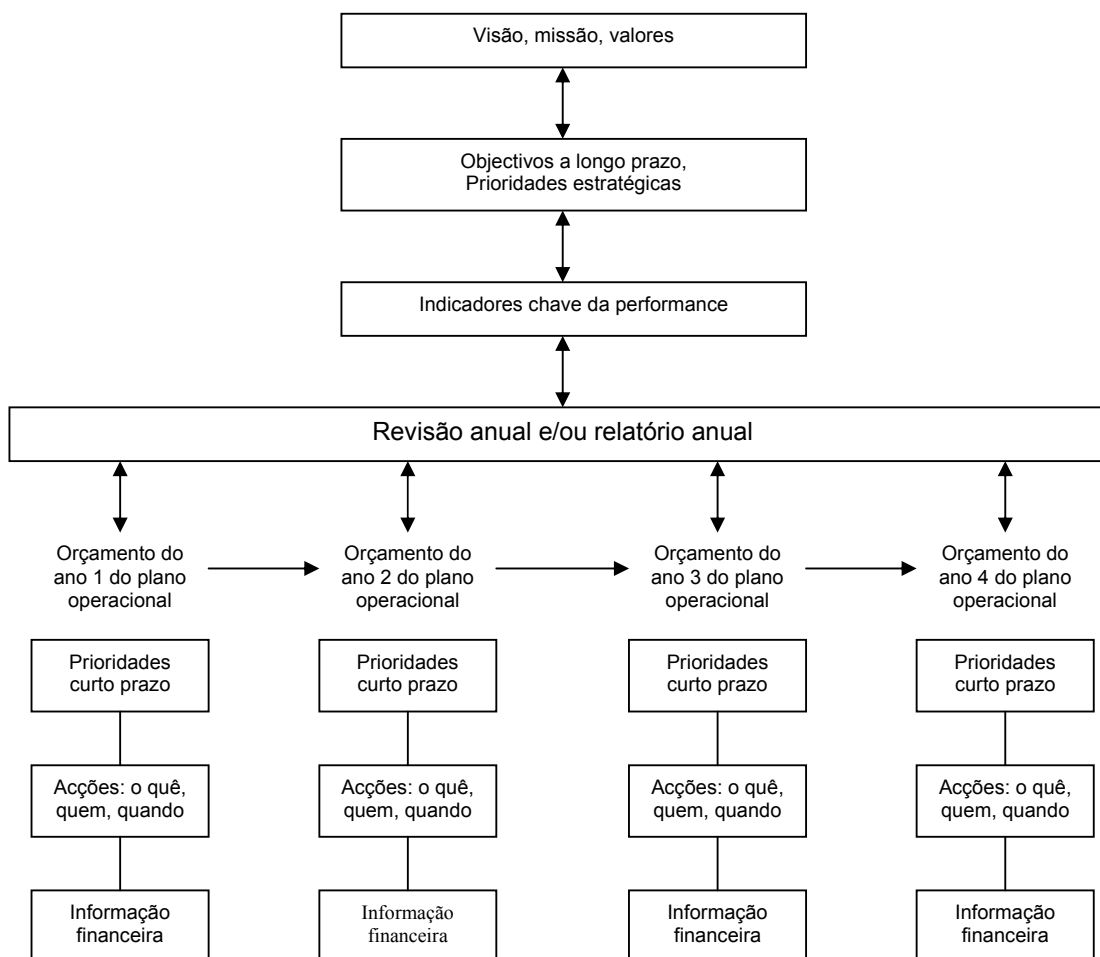 Visão, missão, valores
Objectivos a longo prazo,
Prioridades estratégicas
Indicadores chave da performance
Revisão anual e/ou relatório anual
Orçamento do
ano 1 do plano
operacional
Orçamento do
ano 2 do plano
operacional
Orçamento do
ano 3 do plano
operacional
Orçamento do
ano 4 do plano
operacional
Prioridades
curto prazo
Prioridades
curto prazo
Prioridades
curto prazo
Prioridades
curto prazo
Acções: o quê,
quem, quando
Acções: o quê,
quem, quando
Acções: o quê,
quem, quando
Acções: o quê,
quem, quando
Informação
financeira
Informação
financeira
Informação
financeira
Informação
financeira